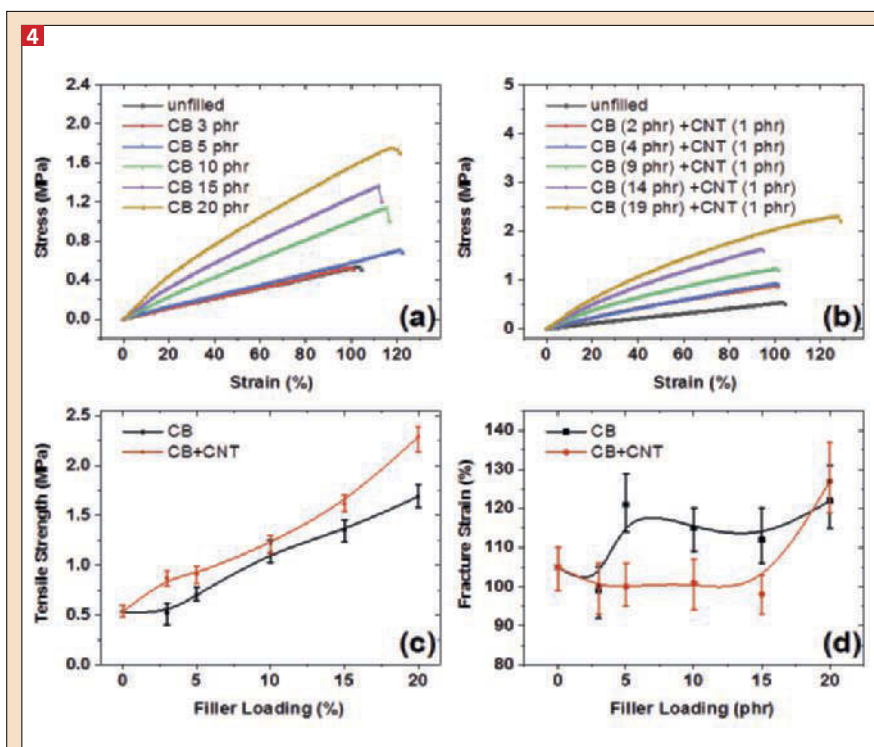 4
2.4
2.0
1.6
1.2
0.8
0.4
0.0
Stress (MPa)
unfilled
CB 3 phr
CB 5 phr
CB 10 phr
CB 15 phr
CB 20 phr
(a)
0 20 40 60 80 100 120
Strain (%)
5
4
3
2
1
0
Stress (MPa)
unfilled
CB (2 phr) +CNT (1 phr)
CB (4 phr) +CNT (1 phr)
CB (9 phr) +CNT (1 phr)
CB (14 phr) +CNT (1 phr)
CB (19 phr) +CNT (1 phr)
(b)
0 20 40 60 80 100 120
Strain (%)
2.5
2.0
1.5
1.0
0.5
0.0
Tensile Strength (MPa)
CB
CB+CNT
(c)
0 5 10 15 20
Filler Loading (%)
140
130
120
110
100
90
80
Fracture Strain (%)
CB
CB+CNT
(d)
0 5 10 15 20
Filler Loading (phr)